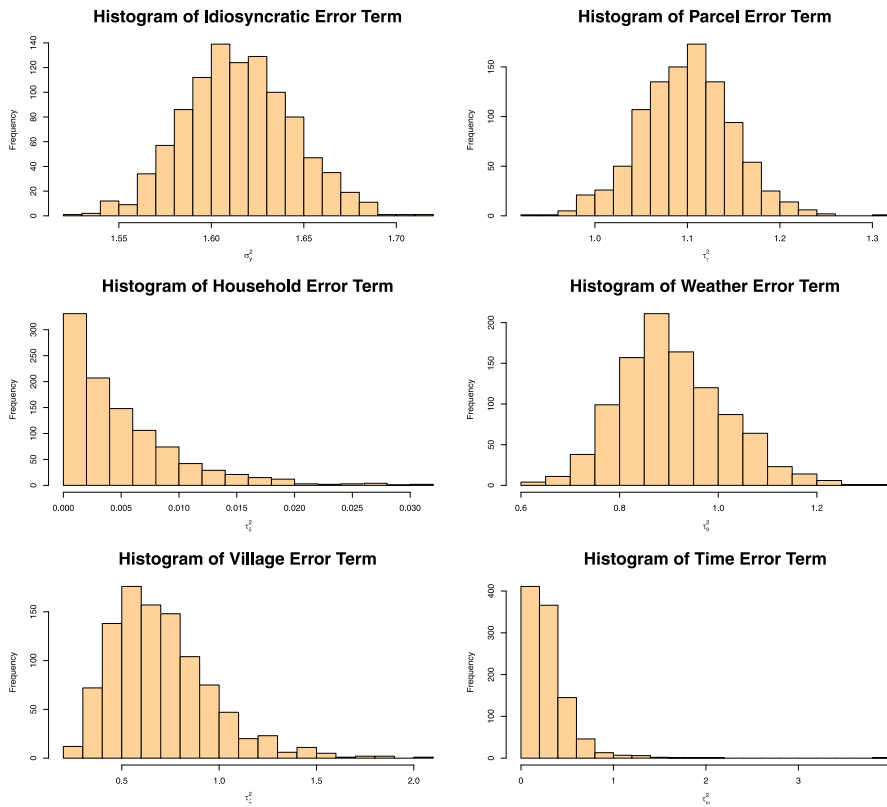 Histogram of Idiosyncratic Error Term
Frequency
0 20 40 60 80 100 120 140
1.55 1.60 1.65 1.70
σ²y
Histogram of Parcel Error Term
Frequency
0 50 100 150
1.0 1.1 1.2 1.3
τ²γ
Histogram of Household Error Term
Frequency
0 50 100 150 200 250 300
0.000 0.005 0.010 0.015 0.020 0.025 0.030
Histogram of Weather Error Term
Frequency
0 50 100 150 200
0.6 0.8 1.0 1.2
Histogram of Village Error Term
Frequency
0 50 100 150
0.5 1.0 1.5 2.0
τ²ζ
Histogram of Time Error Term
Frequency
0 100 200 300 400
0 1 2 3